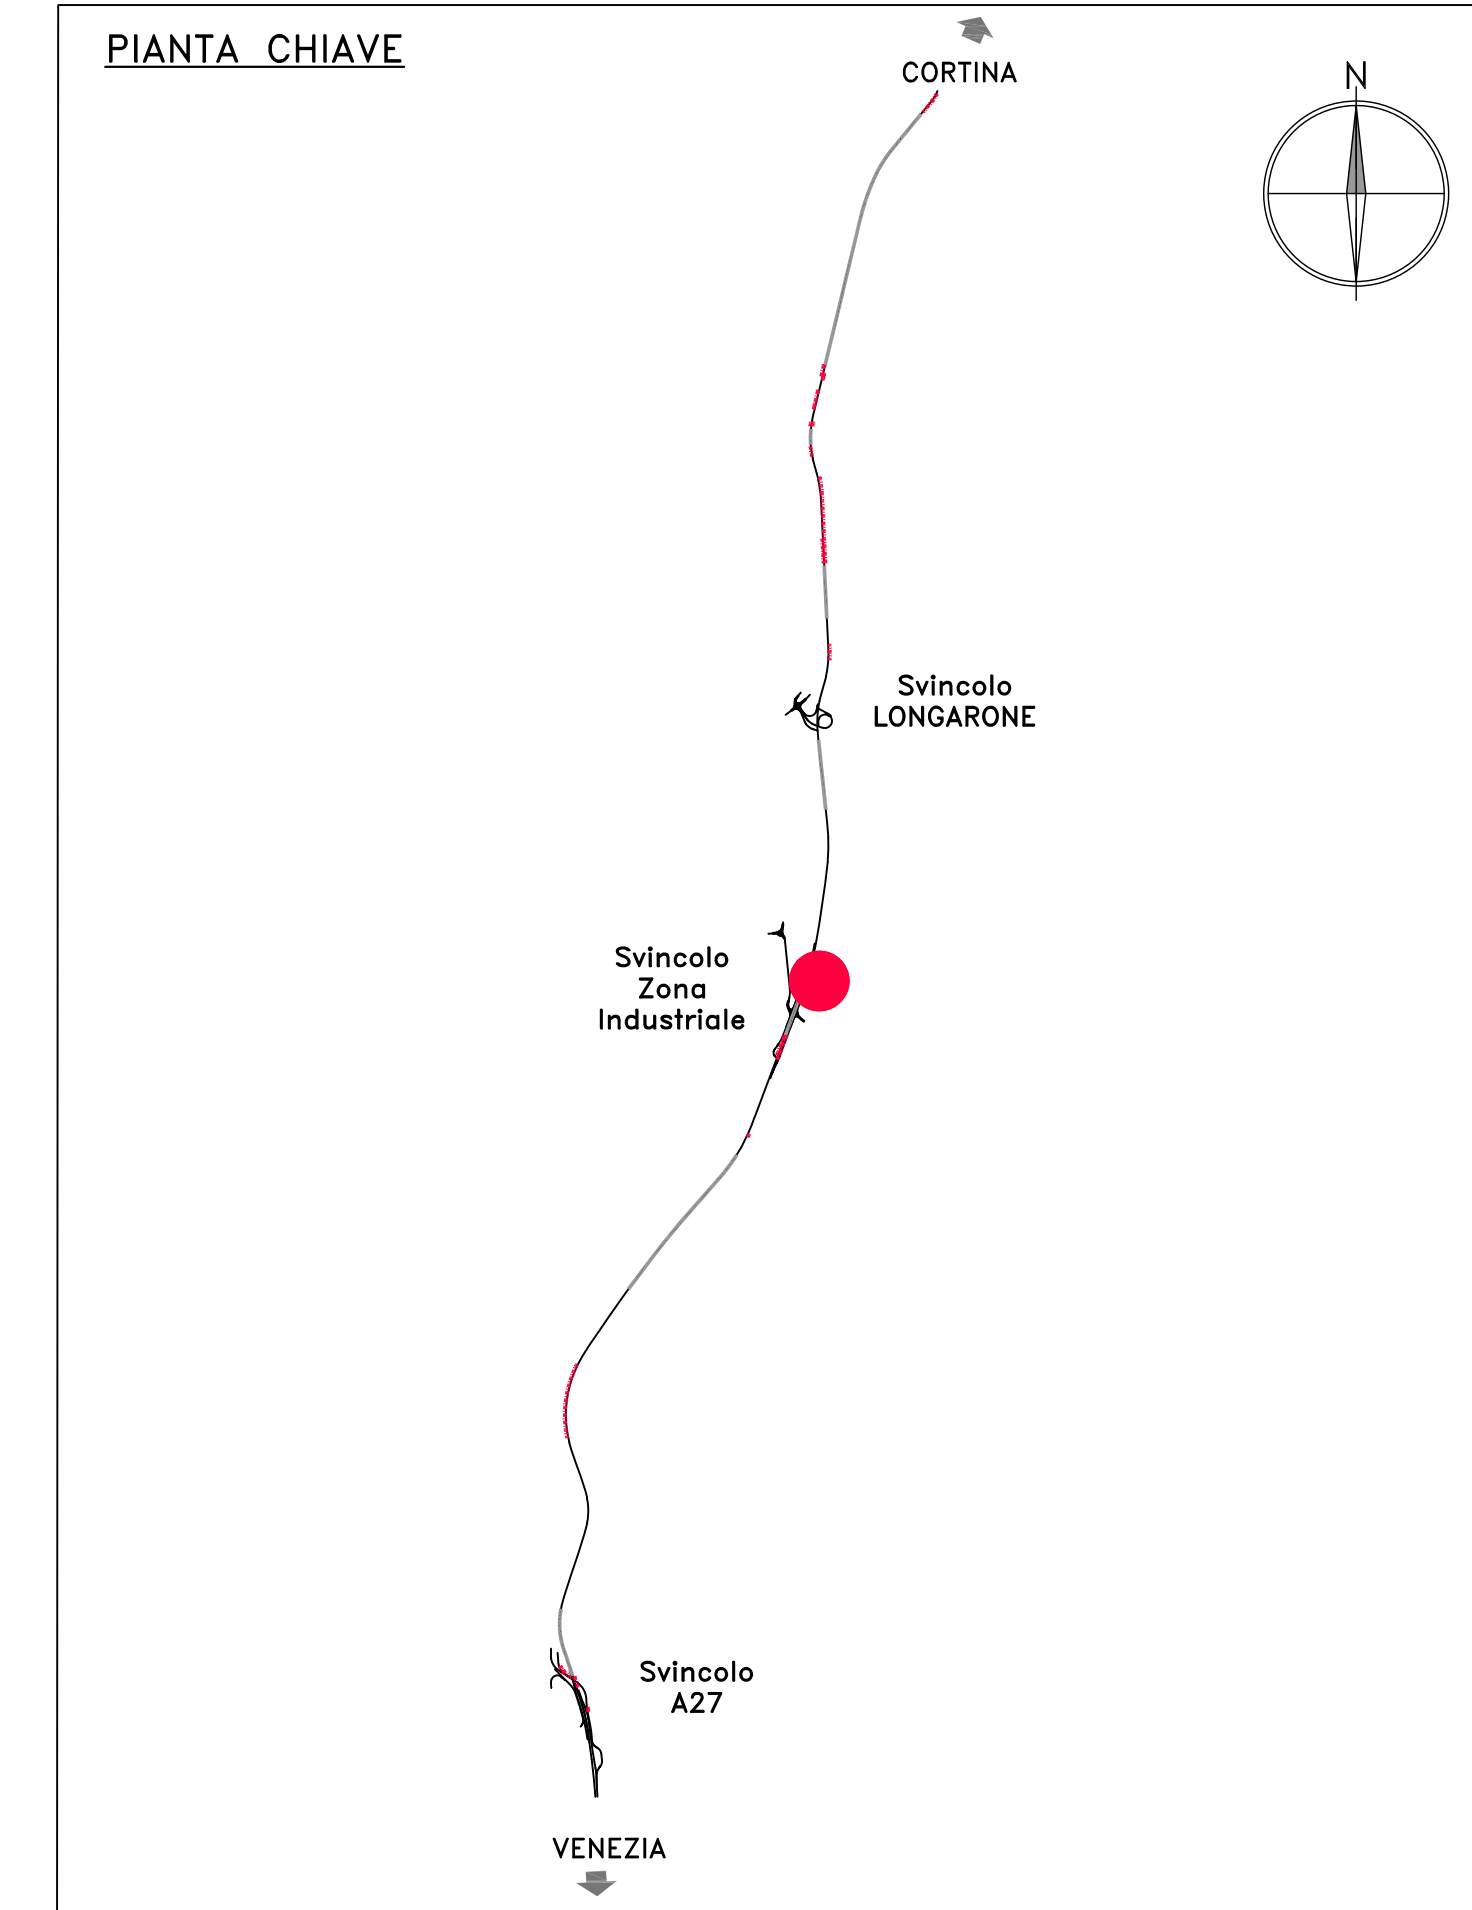 PIANTA CHIAVE
CORTINA
N
Svincolo
LONGARONE
Svincolo
Zona
Industriale
Svincolo
A27
VENEZIA